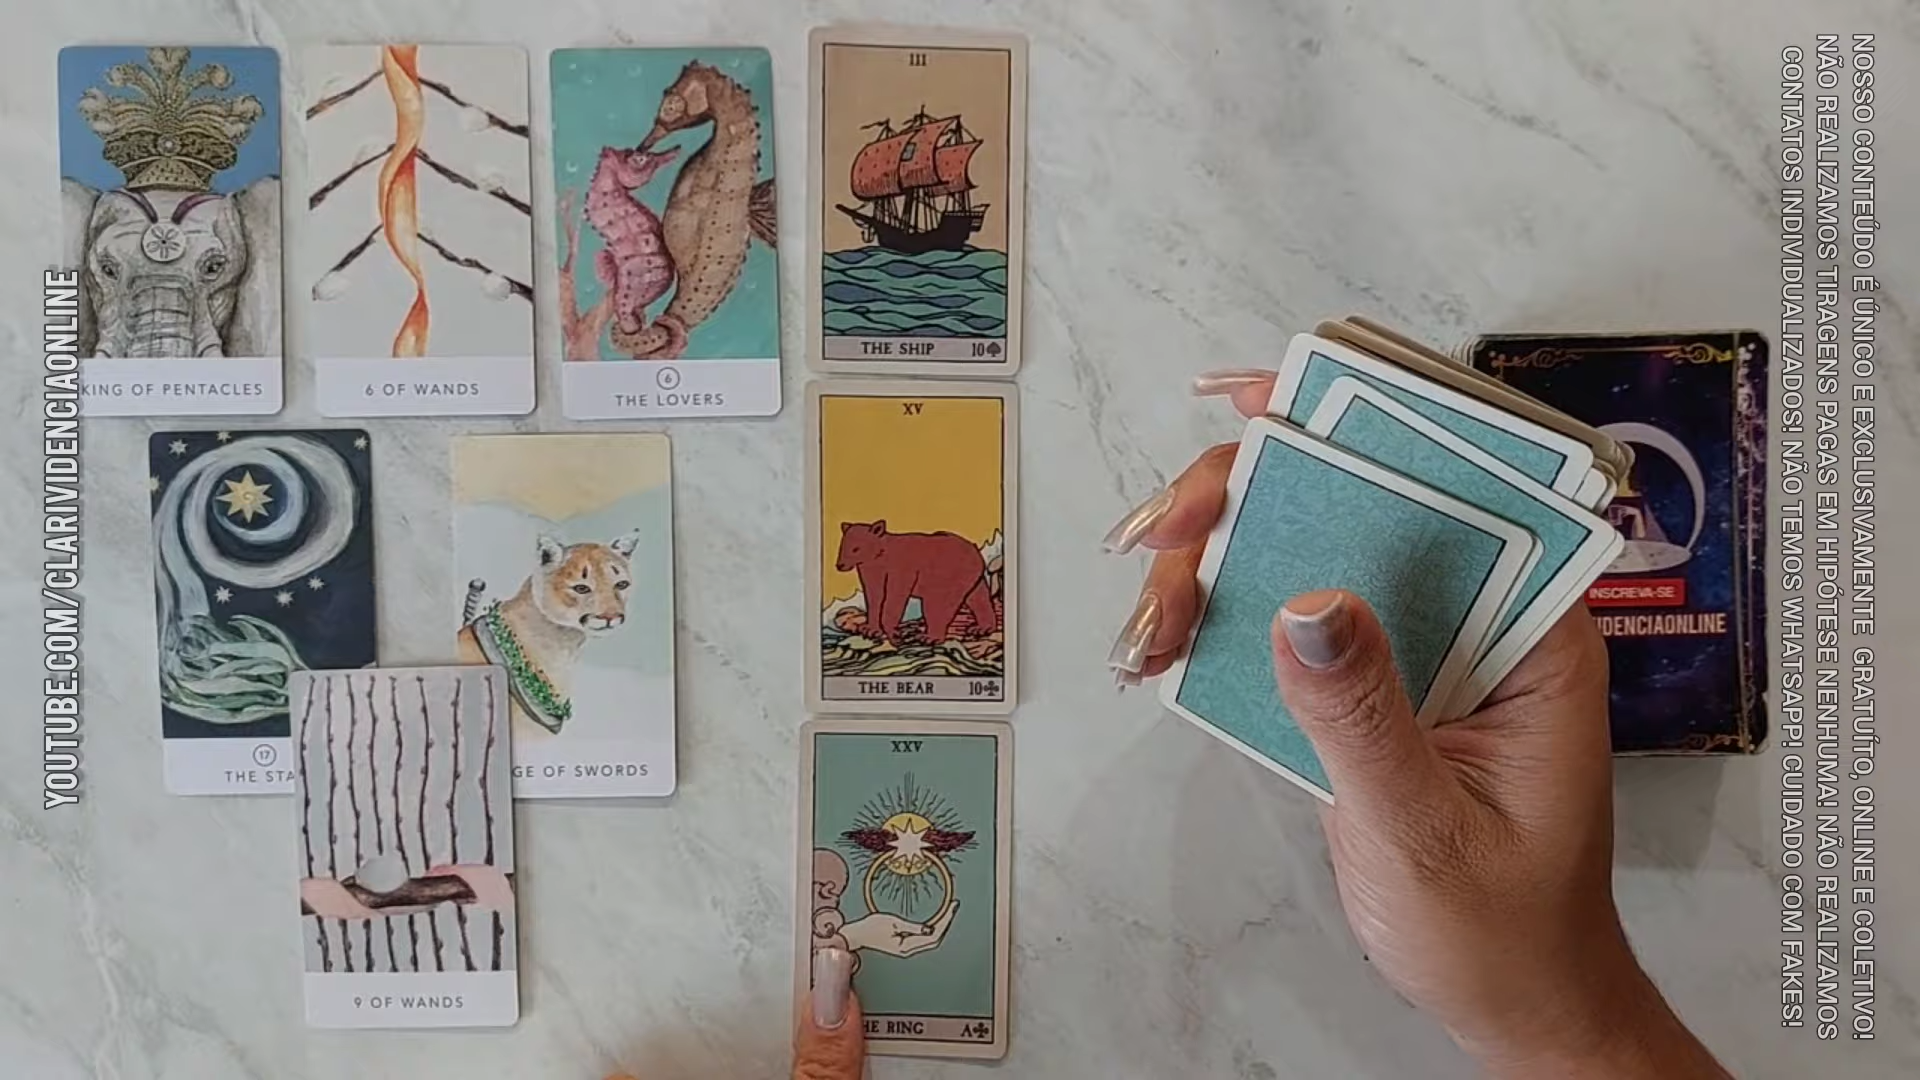 KING OF PENTACLES
6 OF WANDS
6
THE LOVERS
III
THE SHIP 10♠
XV
THE BEAR 10♣
XXV
HE RING A♣
17
THE STA
GE OF SWORDS
9 OF WANDS
INSCREVA-SE
IDENCIAONLINE
YOUTUBE.COM/CLARIVIDENCIAONLINE
NOSSO CONTEÚDO É ÚNICO E EXCLUSIVAMENTE GRATUÍTO, ONLINE E COLETIVO!
NÃO REALIZAMOS TIRAGENS PAGAS EM HIPÓTESE NENHUMA! NÃO REALIZAMOS
CONTATOS INDIVIDUALIZADOS! NÃO TEMOS WHATSAPP! CUIDADO COM FAKES!